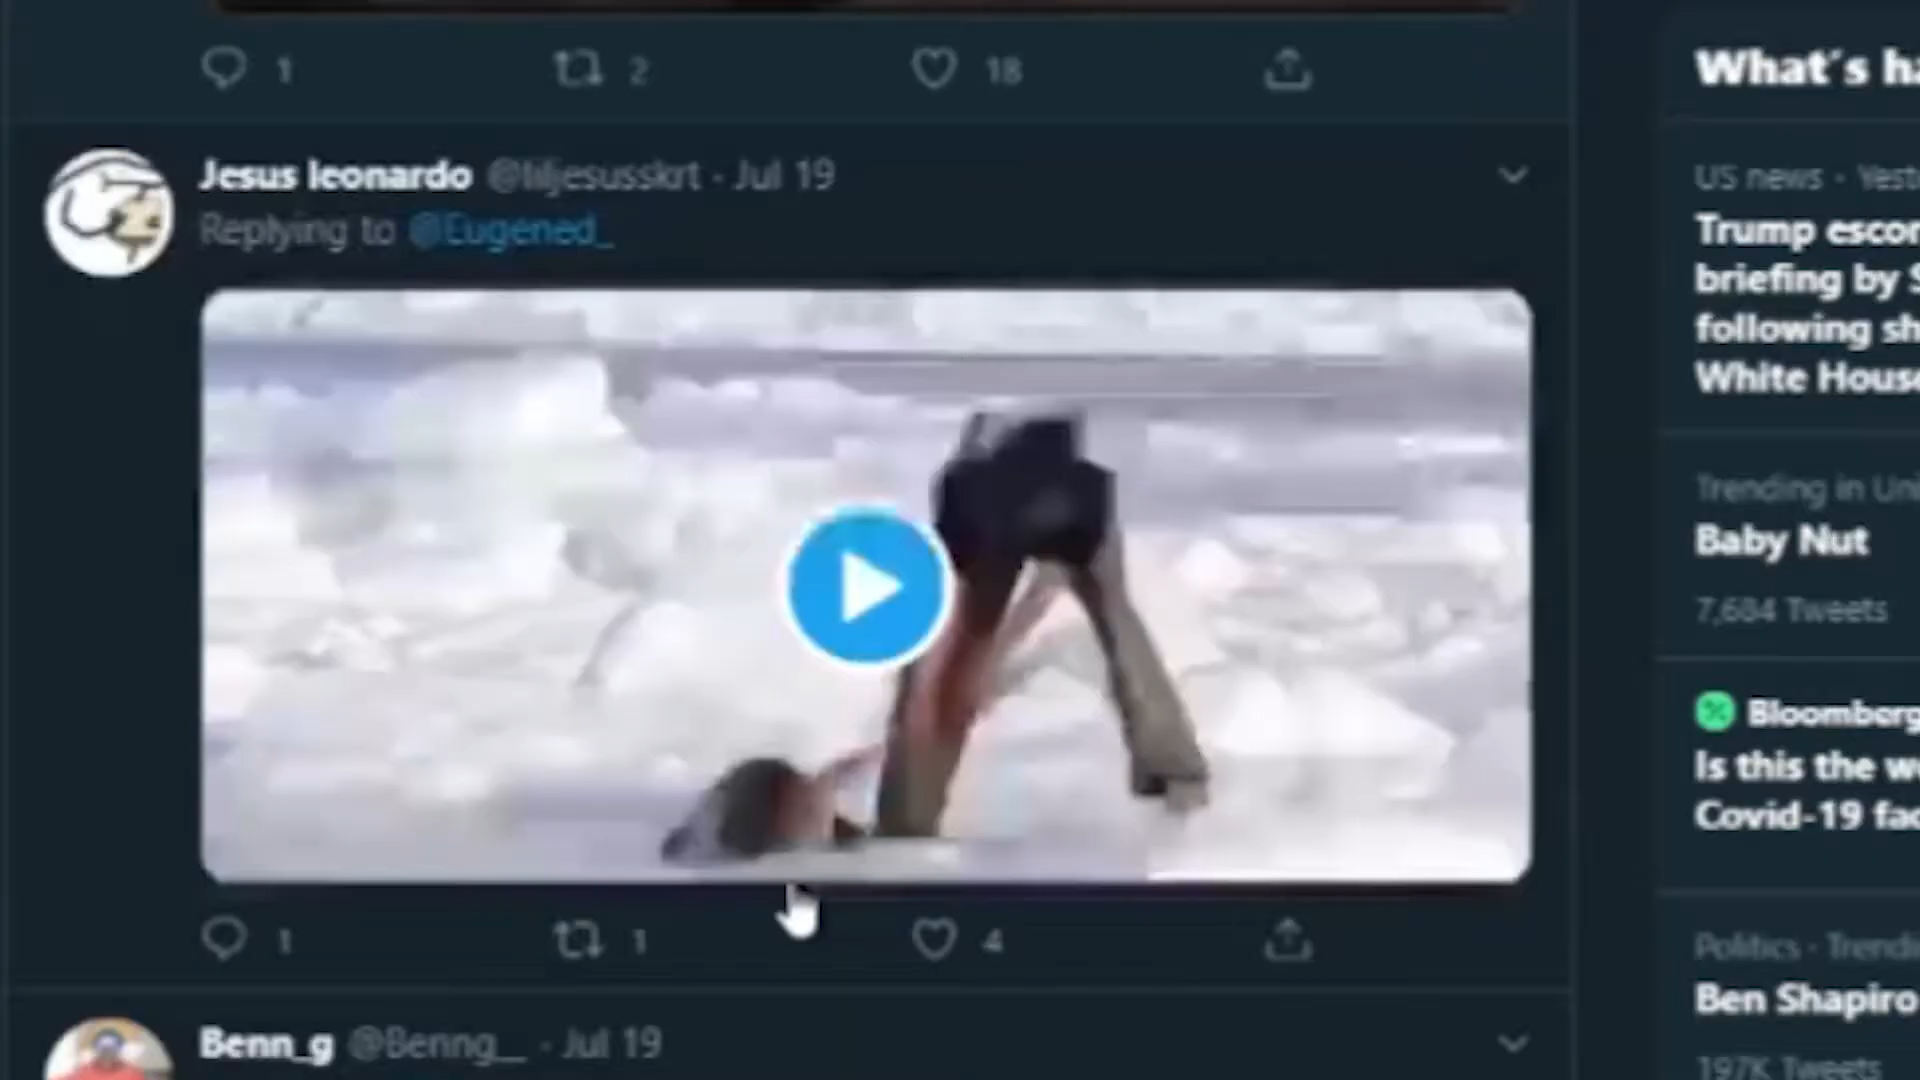 1 2 18
Jesus leonardo @liljesusskrt · Jul 19
Replying to @Eugened_
1 1 4
Benn_g @Benng__ · Jul 19
What's ha
US news · Yest
Trump escor
briefing by S
following sh
White House
Trending in Uni
Baby Nut
7,684 Tweets
Bloomberg
Is this the w
Covid-19 fac
Politics · Trendi
Ben Shapiro
197K Tweets